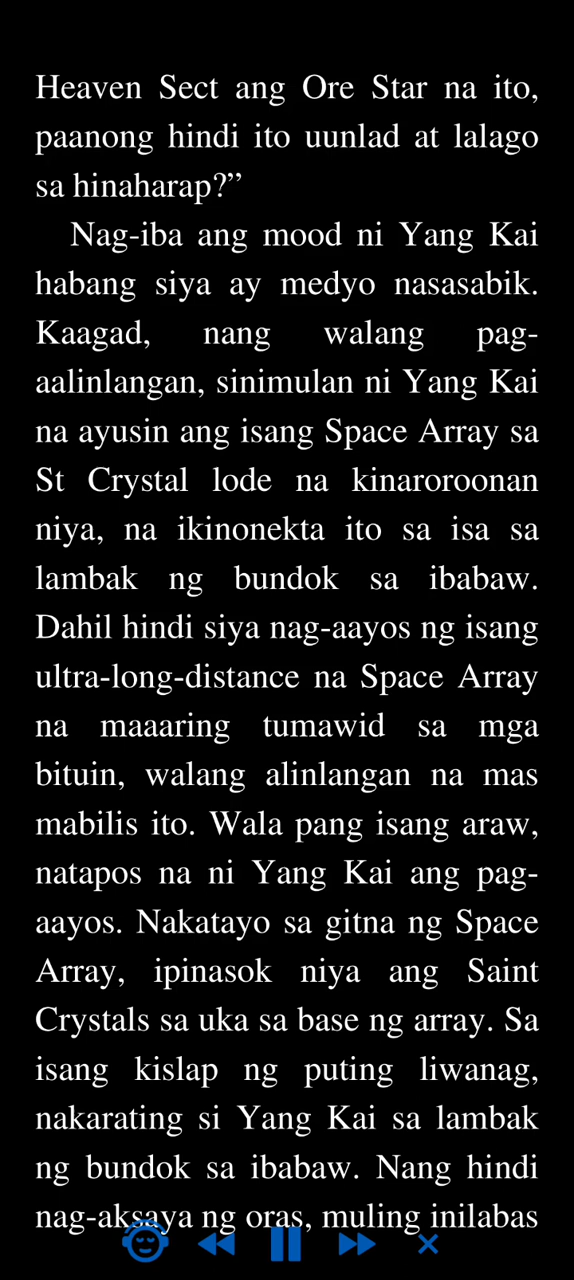 Heaven Sect ang Ore Star na ito,
paanong hindi ito uunlad at lalago
sa hinaharap?”
Nag-iba ang mood ni Yang Kai
habang siya ay medyo nasasabik.
Kaagad, nang walang pag-
aalinlangan, sinimulan ni Yang Kai
na ayusin ang isang Space Array sa
St Crystal lode na kinaroroonan
niya, na ikinonekta ito sa isa sa
lambak ng bundok sa ibabaw.
Dahil hindi siya nag-aayos ng isang
ultra-long-distance na Space Array
na maaaring tumawid sa mga
bituin, walang alinlangan na mas
mabilis ito. Wala pang isang araw,
natapos na ni Yang Kai ang pag-
aayos. Nakatayo sa gitna ng Space
Array, ipinasok niya ang Saint
Crystals sa uka sa base ng array. Sa
isang kislap ng puting liwanag,
nakarating si Yang Kai sa lambak
ng bundok sa ibabaw. Nang hindi
nag-aksaya ng oras, muling inilabas